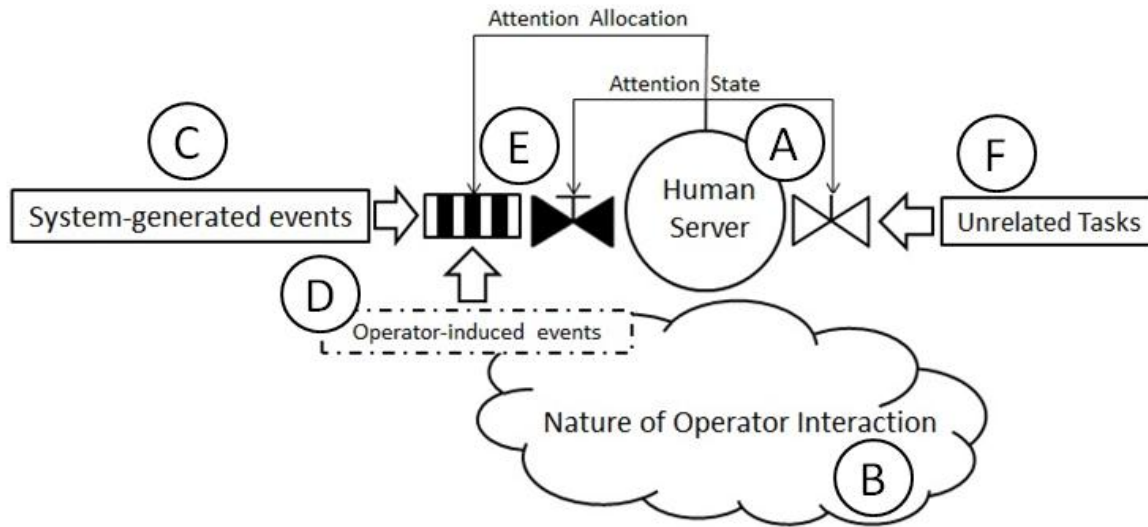 Attention Allocation
Attention State
C
E
A
F
System-generated events
Human
Server
Unrelated Tasks
D
Operator-induced events
Nature of Operator Interaction
B